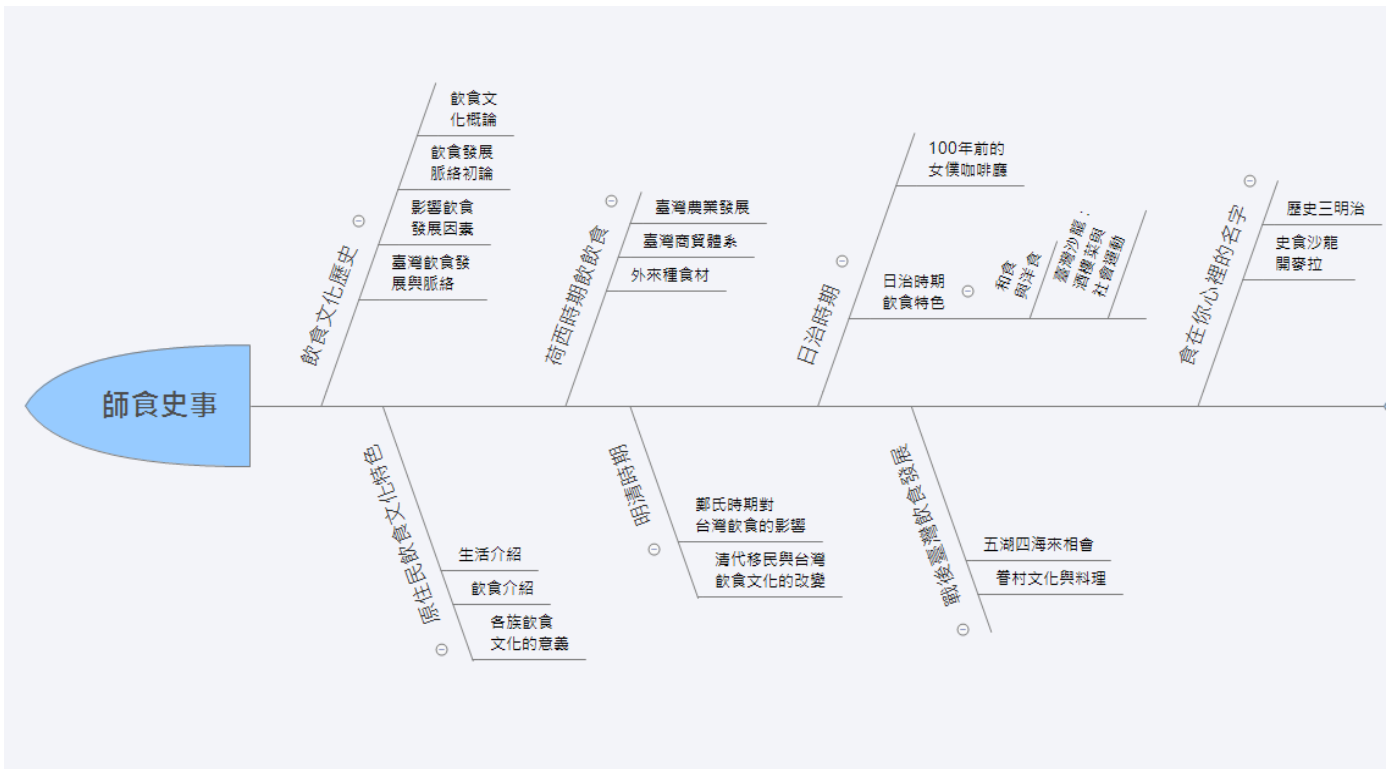 師食史事
飲食文化歷史
飲食文
化概論
飲食發展
脈絡初論
影響飲食
發展因素
臺灣飲食發
展與脈絡
原住民飲食文化特色
生活介紹
飲食介紹
各族飲食
文化的意義
荷西時期飲飲食
臺灣農業發展
臺灣商貿體系
外來種食材
明清時期
鄭氏時期對
台灣飲食的影響
清代移民與台灣
飲食文化的改變
日治時期
100年前的
女僕咖啡廳
日治時期
飲食特色
和食
與洋食
臺灣沙龍：
酒樓菜與
社會運動
戰後臺灣飲食發展
五湖四海來相會
眷村文化與料理
食在你心裡的名字
歷史三明治
史食沙龍
開麥拉